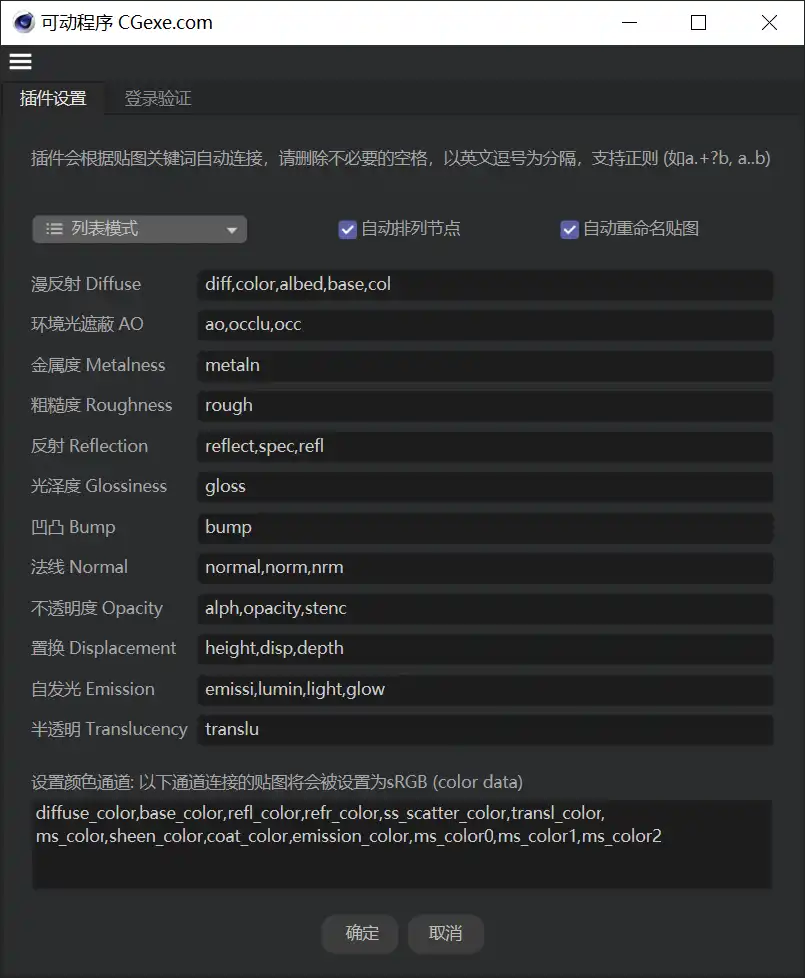 可动程序 CGexe.com
插件设置 登录验证
插件会根据贴图关键词自动连接，请删除不必要的空格，以英文逗号为分隔，支持正则 (如a.+?b, a..b)
列表模式 自动排列节点 自动重命名贴图
漫反射 Diffuse diff,color,albed,base,col
环境光遮蔽 AO ao,occlu,occ
金属度 Metalness metaln
粗糙度 Roughness rough
反射 Reflection reflect,spec,refl
光泽度 Glossiness gloss
凹凸 Bump bump
法线 Normal normal,norm,nrm
不透明度 Opacity alph,opacity,stenc
置换 Displacement height,disp,depth
自发光 Emission emissi,lumin,light,glow
半透明 Translucency translu
设置颜色通道: 以下通道连接的贴图将会被设置为sRGB (color data)
diffuse_color,base_color,refl_color,refr_color,ss_scatter_color,transl_color,
ms_color,sheen_color,coat_color,emission_color,ms_color0,ms_color1,ms_color2
确定 取消